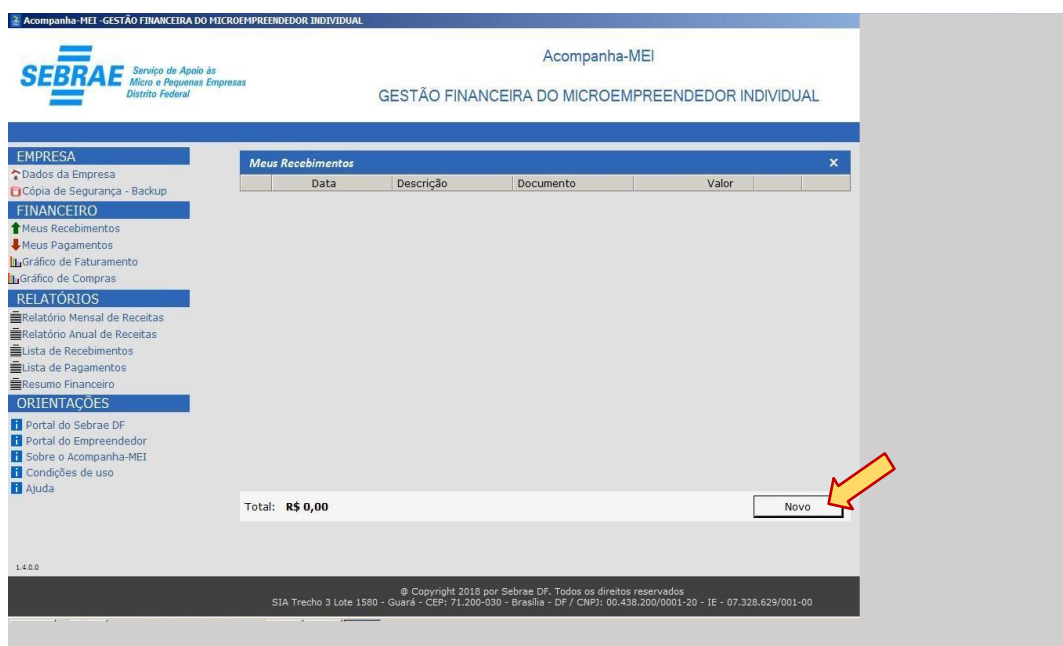 Acompanha-MEI -GESTÃO FINANCEIRA DO MICROEMPREENDEDOR INDIVIDUAL
SEBRAE
Serviço de Apoio às
Micro e Pequenas Empresas
Distrito Federal
Acompanha-MEI
GESTÃO FINANCEIRA DO MICROEMPREENDEDOR INDIVIDUAL
EMPRESA
Dados da Empresa
Cópia de Segurança - Backup
FINANCEIRO
Meus Recebimentos
Meus Pagamentos
Gráfico de Faturamento
Gráfico de Compras
RELATÓRIOS
Relatório Mensal de Receitas
Relatório Anual de Receitas
Lista de Recebimentos
Lista de Pagamentos
Resumo Financeiro
ORIENTAÇÕES
Portal do Sebrae DF
Portal do Empreendedor
Sobre o Acompanha-MEI
Condições de uso
Ajuda
1.4.0.0
Meus Recebimentos X
Data Descrição Documento Valor
Total: R$ 0,00 Novo
@ Copyright 2018 por Sebrae DF. Todos os direitos reservados
SIA Trecho 3 Lote 1580 - Guará - CEP: 71.200-030 - Brasília - DF / CNPJ: 00.438.200/0001-20 - IE - 07.328.629/001-00